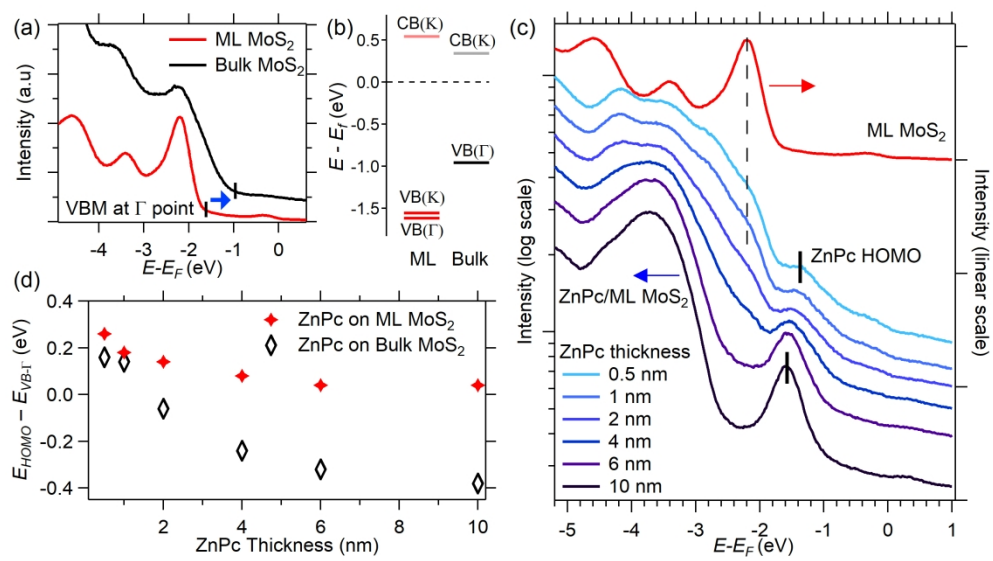 (a)
ML MoS₂
Bulk MoS₂
VBM at Γ point
Intensity (a.u)
-4 -3 -2 -1 0
E-E_F (eV)
(b)
CB(K)
CB(K)
VB(Γ)
VB(K)
VB(Γ)
0.5
0.0
-0.5
-1.0
-1.5
E - E_f (eV)
ML Bulk
(c)
ML MoS₂
ZnPc HOMO
ZnPc/ML MoS₂
ZnPc thickness
0.5 nm
1 nm
2 nm
4 nm
6 nm
10 nm
Intensity (log scale)
Intensity (linear scale)
-5 -4 -3 -2 -1 0 1
E-E_F (eV)
(d)
ZnPc on ML MoS₂
ZnPc on Bulk MoS₂
0.4
0.2
0.0
-0.2
-0.4
E_HOMO – E_VB-Γ (eV)
0 2 4 6 8 10
ZnPc Thickness (nm)